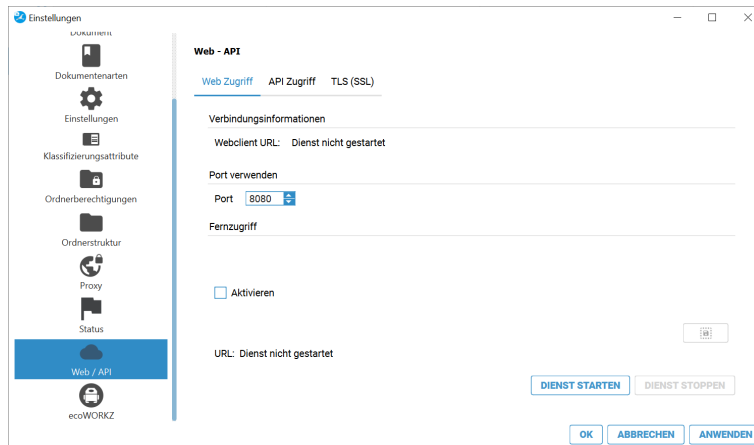 Einstellungen
Dokument
Dokumentenarten
Einstellungen
Klassifizierungsattribute
Ordnerberechtigungen
Ordnerstruktur
Proxy
Status
Web / API
ecoWORKZ
Web - API
Web Zugriff API Zugriff TLS (SSL)
Verbindungsinformationen
Webclient URL: Dienst nicht gestartet
Port verwenden
Port 8080
Fernzugriff
Aktivieren
URL: Dienst nicht gestartet
DIENST STARTEN DIENST STOPPEN
OK ABBRECHEN ANWENDEN